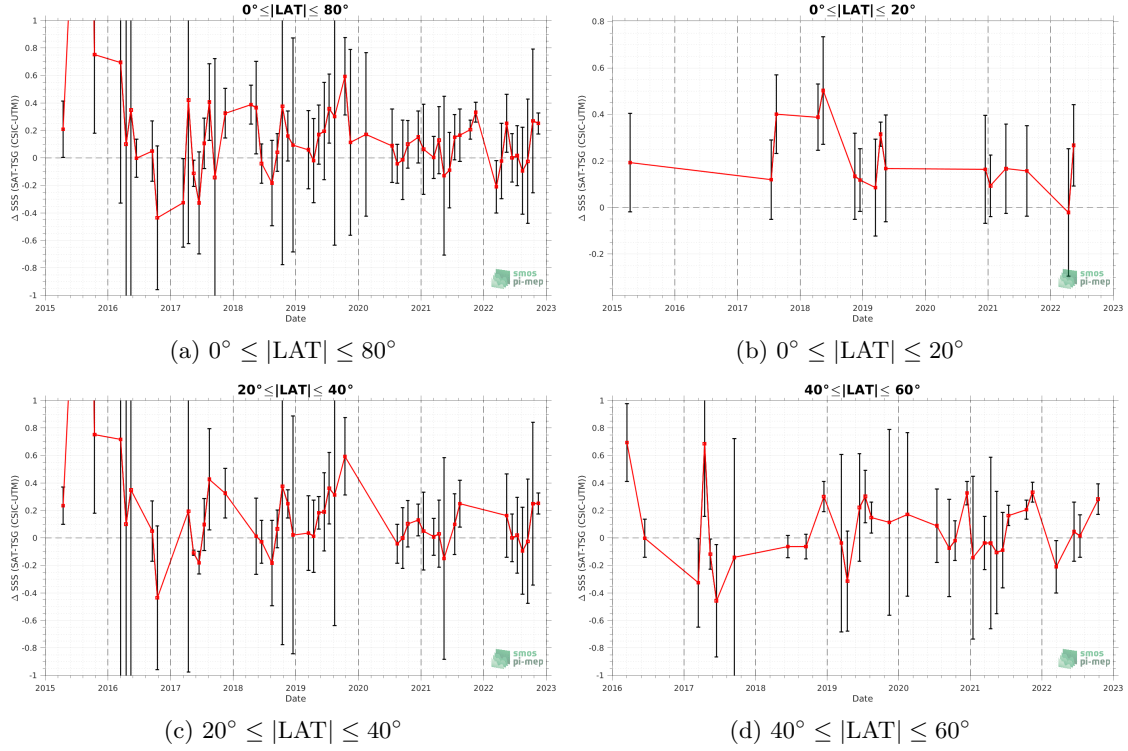 0°≤|LAT|≤ 80°
Δ SSS (SAT-TSG (CSIC-UTM))
1
0.8
0.6
0.4
0.2
0
-0.2
-0.4
-0.6
-0.8
-1
2015 2016 2017 2018 2019 2020 2021 2022 2023
Date
smos
pi-mep
(a) 0° ≤ |LAT| ≤ 80°
0°≤|LAT|≤ 20°
Δ SSS (SAT-TSG (CSIC-UTM))
0.8
0.6
0.4
0.2
0
-0.2
2015 2016 2017 2018 2019 2020 2021 2022 2023
Date
smos
pi-mep
(b) 0° ≤ |LAT| ≤ 20°
20°≤|LAT|≤ 40°
Δ SSS (SAT-TSG (CSIC-UTM))
1
0.8
0.6
0.4
0.2
0
-0.2
-0.4
-0.6
-0.8
-1
2015 2016 2017 2018 2019 2020 2021 2022 2023
Date
smos
pi-mep
(c) 20° ≤ |LAT| ≤ 40°
40°≤|LAT|≤ 60°
Δ SSS (SAT-TSG (CSIC-UTM))
1
0.8
0.6
0.4
0.2
0
-0.2
-0.4
-0.6
-0.8
-1
2016 2017 2018 2019 2020 2021 2022 2023
Date
smos
pi-mep
(d) 40° ≤ |LAT| ≤ 60°